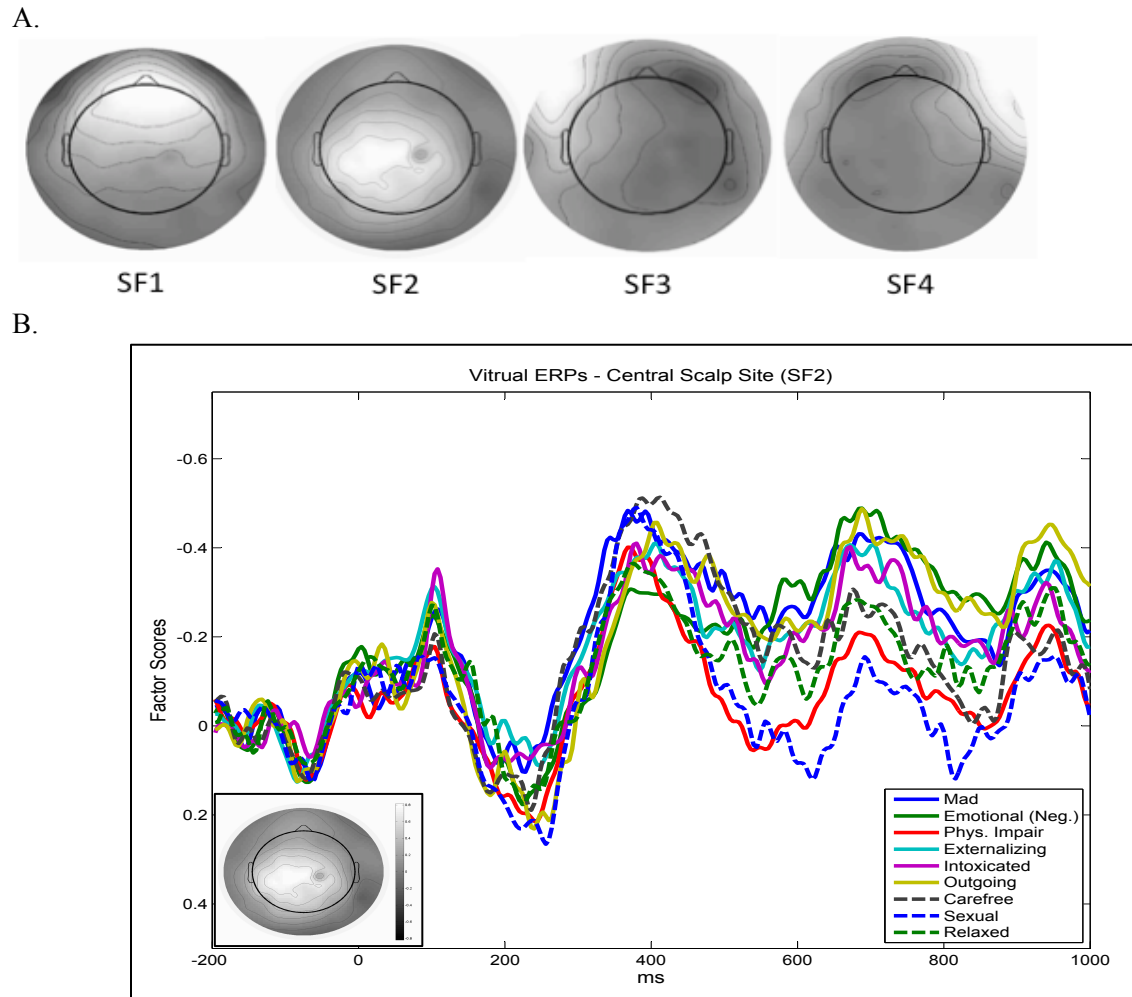 A.
SF1 SF2 SF3 SF4
B.
Vitrual ERPs - Central Scalp Site (SF2)
Factor Scores
-0.6
-0.4
-0.2
0
0.2
0.4
Mad
Emotional (Neg.)
Phys. Impair
Externalizing
Intoxicated
Outgoing
Carefree
Sexual
Relaxed
-200 0 200 400 600 800 1000
ms